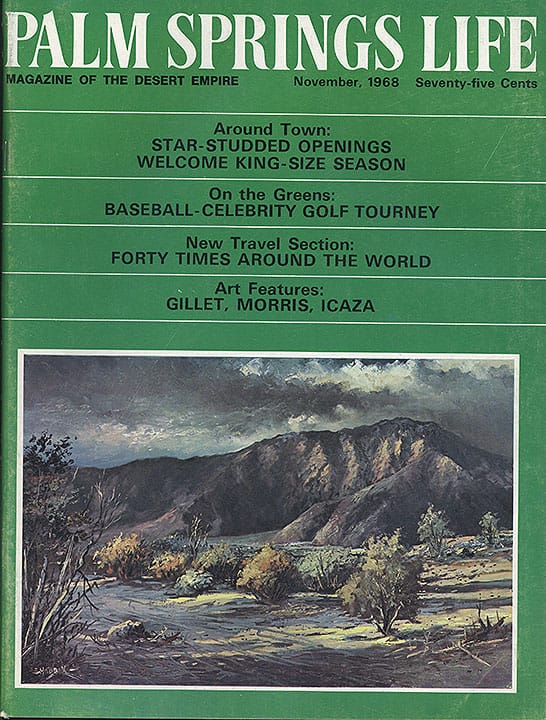 PALM SPRINGS LIFE
MAGAZINE OF THE DESERT EMPIRE November, 1968 Seventy-five Cents
Around Town:
STAR-STUDDED OPENINGS
WELCOME KING-SIZE SEASON
On the Greens:
BASEBALL-CELEBRITY GOLF TOURNEY
New Travel Section:
FORTY TIMES AROUND THE WORLD
Art Features:
GILLET, MORRIS, ICAZA